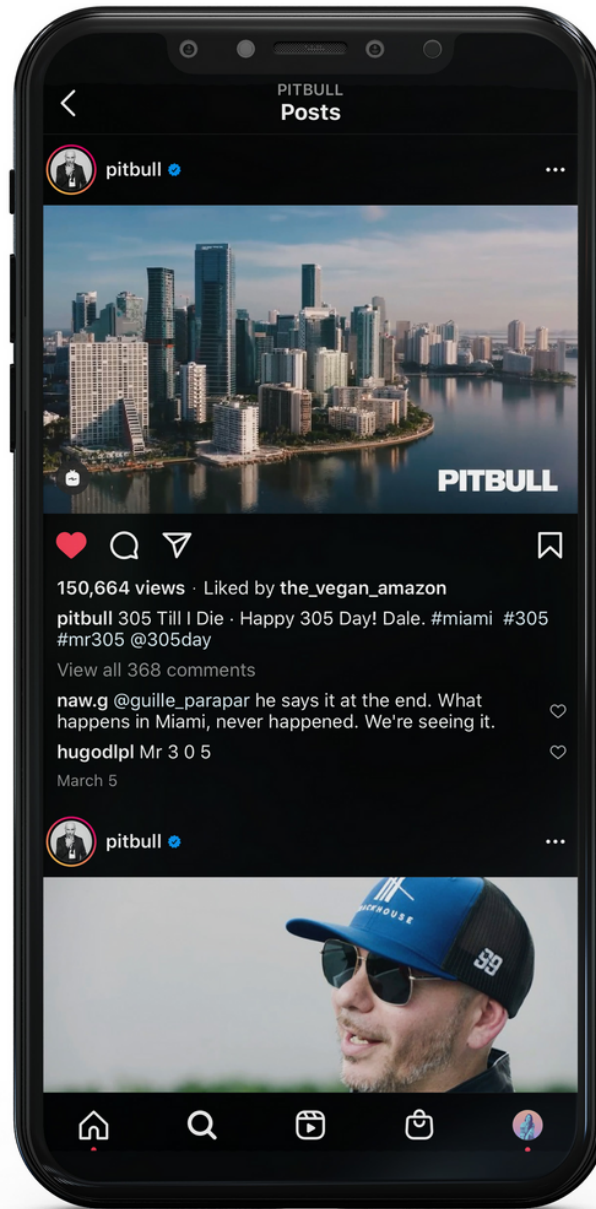 PITBULL
Posts
pitbull
PITBULL
150,664 views · Liked by the_vegan_amazon
pitbull 305 Till I Die · Happy 305 Day! Dale. #miami #305
#mr305 @305day
View all 368 comments
naw.g @guille_parapar he says it at the end. What
happens in Miami, never happened. We're seeing it.
hugodlpl Mr 3 0 5
March 5
pitbull
99